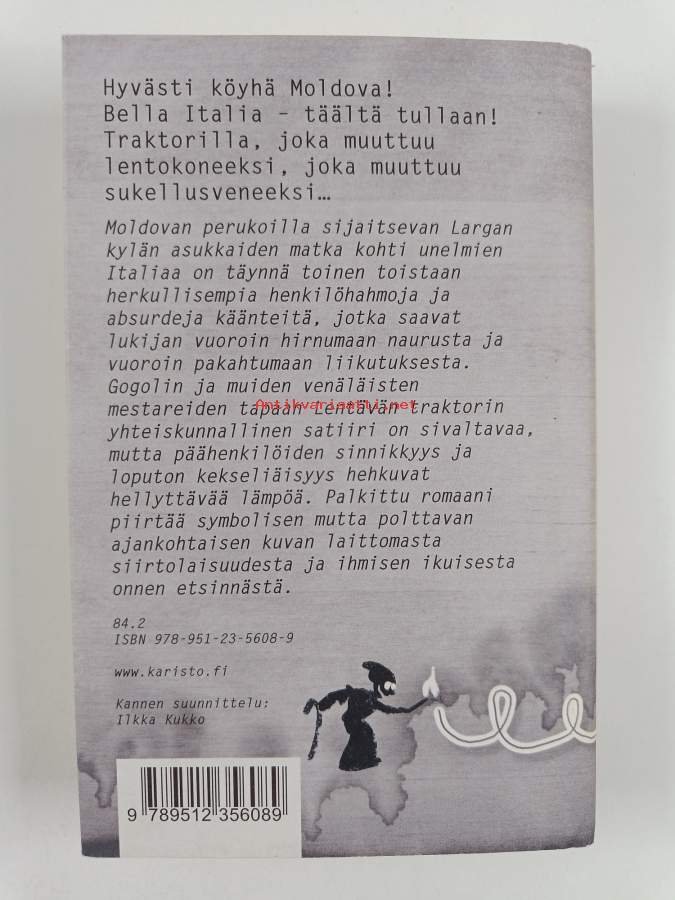 Hyvästi köyhä Moldova!
Bella Italia - täältä tullaan!
Traktorilla, joka muuttuu
lentokoneeksi, joka muuttuu
sukellusveneeksi…
Moldovan perukoilla sijaitsevan Largan
kylän asukkaiden matka kohti unelmien
Italiaa on täynnä toinen toistaan
herkullisempia henkilöhahmoja ja
absurdeja käänteitä, jotka saavat
lukijan vuoroin hirnumaan naurusta ja
vuoroin pakahtumaan liikutuksesta.
Gogolin ja muiden venäläisten
mestareiden tapaan Lentävän traktorin
Antikvariaatti.net
yhteiskunnallinen satiiri on sivaltavaa,
mutta päähenkilöiden sinnikkyys ja
loputon kekseliäisyys hehkuvat
hellyttävää lämpöä. Palkittu romaani
piirtää symbolisen mutta polttavan
ajankohtaisen kuvan laittomasta
siirtolaisuudesta ja ihmisen ikuisesta
onnen etsinnästä.
84.2
ISBN 978-951-23-5608-9
www.karisto.fi
Kannen suunnittelu:
Ilkka Kukko
9 789512 356089